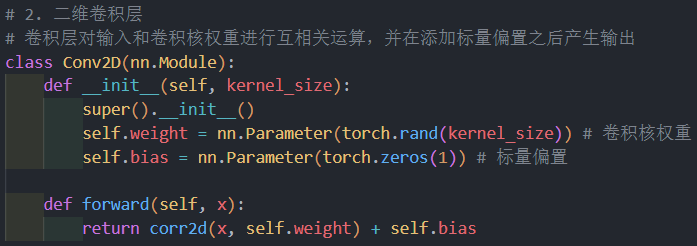 # 2. 二维卷积层
# 卷积层对输入和卷积核权重进行互相关运算，并在添加标量偏置之后产生输出
class Conv2D(nn.Module):
    def __init__(self, kernel_size):
        super().__init__()
        self.weight = nn.Parameter(torch.rand(kernel_size)) # 卷积核权重
        self.bias = nn.Parameter(torch.zeros(1)) # 标量偏置

    def forward(self, x):
        return corr2d(x, self.weight) + self.bias